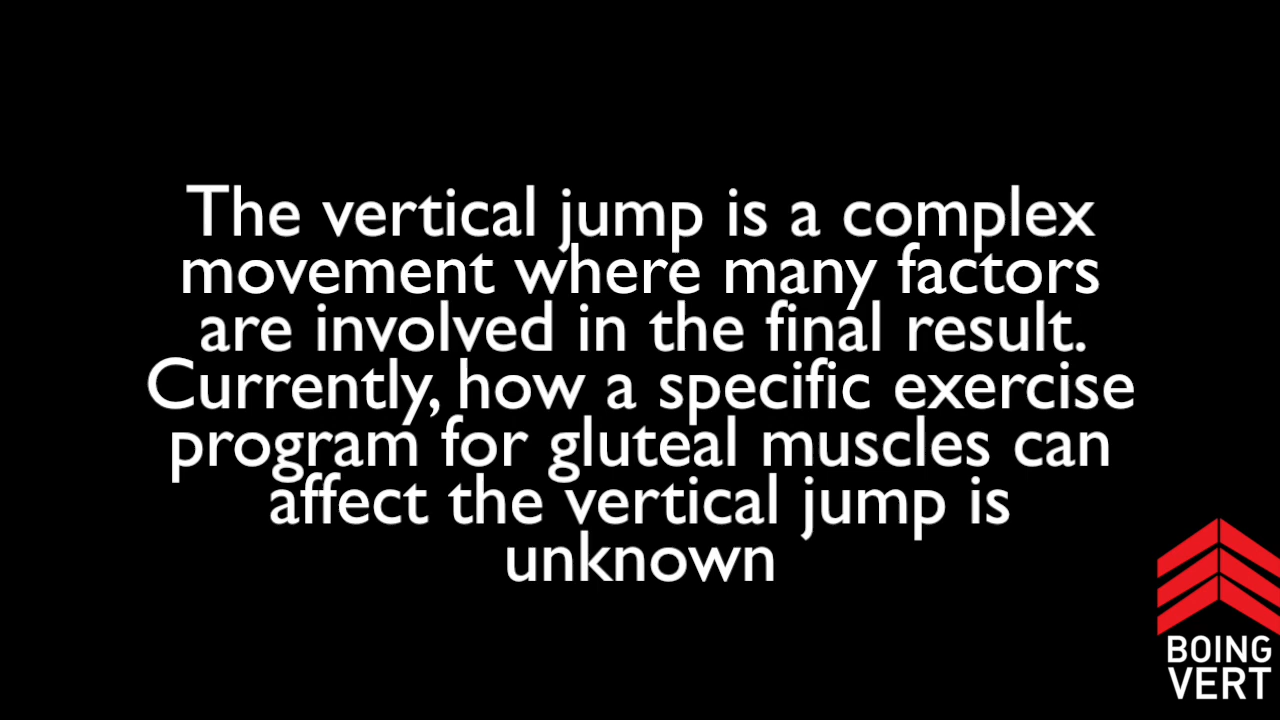 The vertical jump is a complex
movement where many factors
are involved in the final result.
Currently, how a specific exercise
program for gluteal muscles can
affect the vertical jump is
unknown
BOING
VERT